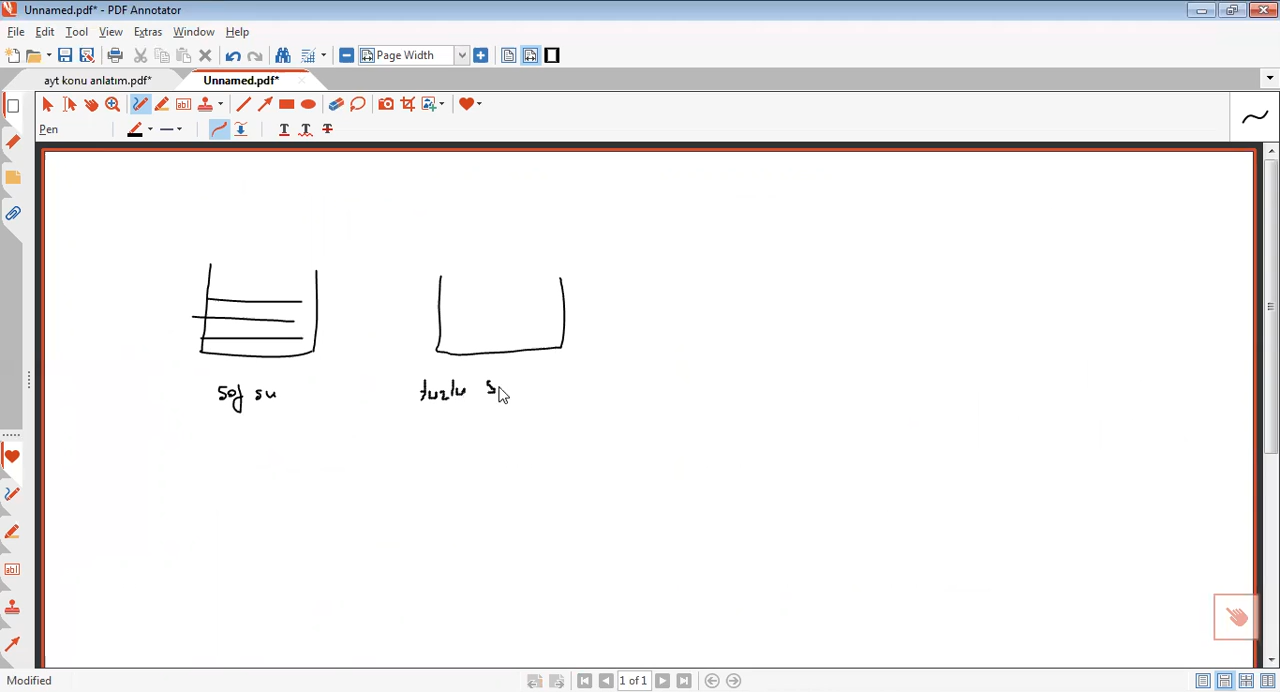 Unnamed.pdf* - PDF Annotator
File Edit Tool View Extras Window Help
Page Width
ayt konu anlatım.pdf* Unnamed.pdf*
Pen
saf su tuzlu s
Modified
1 of 1